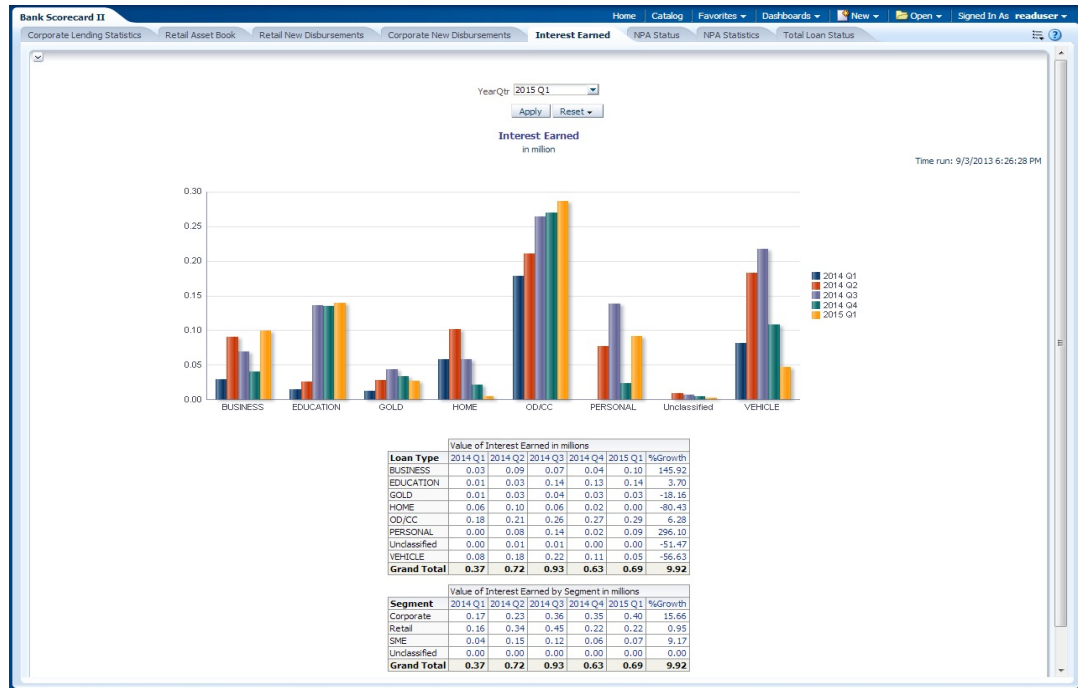 Bank Scorecard II Home Catalog Favorites Dashboards New Open Signed In As readuser
Corporate Lending Statistics Retail Asset Book Retail New Disbursements Corporate New Disbursements Interest Earned NPA Status NPA Statistics Total Loan Status
YearQtr 2015 Q1
Apply Reset
Interest Earned
in million
Time run: 9/3/2013 6:26:28 PM
0.30
0.25
0.20
0.15
0.10
0.05
0.00
BUSINESS EDUCATION GOLD HOME OD/CC PERSONAL Unclassified VEHICLE
2014 Q1
2014 Q2
2014 Q3
2014 Q4
2015 Q1
Value of Interest Earned in millions
Loan Type 2014 Q1 2014 Q2 2014 Q3 2014 Q4 2015 Q1 %Growth
BUSINESS 0.03 0.09 0.07 0.04 0.10 145.92
EDUCATION 0.01 0.03 0.14 0.13 0.14 3.70
GOLD 0.01 0.03 0.04 0.03 0.03 -18.16
HOME 0.06 0.10 0.06 0.02 0.00 -80.43
OD/CC 0.18 0.21 0.26 0.27 0.29 6.28
PERSONAL 0.00 0.08 0.14 0.02 0.09 296.10
Unclassified 0.00 0.01 0.01 0.00 0.00 -51.47
VEHICLE 0.08 0.18 0.22 0.11 0.05 -56.63
Grand Total 0.37 0.72 0.93 0.63 0.69 9.92
Value of Interest Earned by Segment in millions
Segment 2014 Q1 2014 Q2 2014 Q3 2014 Q4 2015 Q1 %Growth
Corporate 0.17 0.23 0.36 0.35 0.40 15.66
Retail 0.16 0.34 0.45 0.22 0.22 0.95
SME 0.04 0.15 0.12 0.06 0.07 9.17
Unclassified 0.00 0.00 0.00 0.00 0.00 0.00
Grand Total 0.37 0.72 0.93 0.63 0.69 9.92